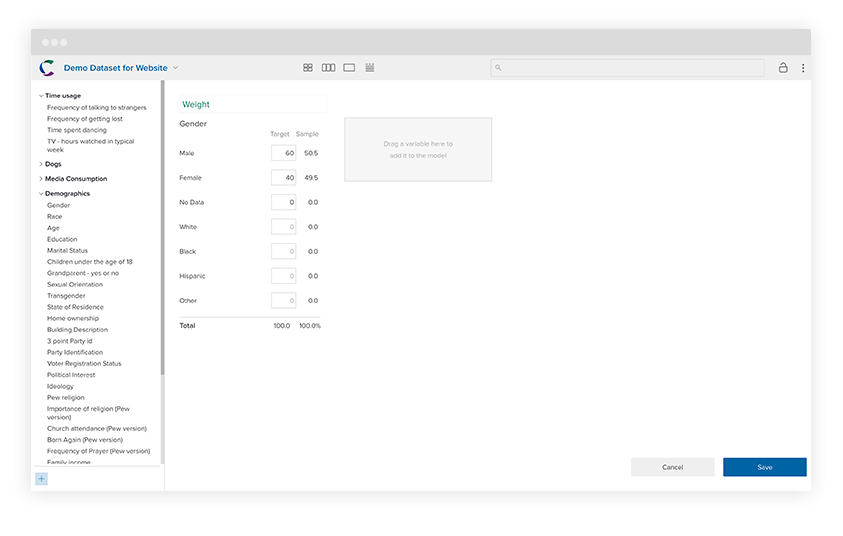 Demo Dataset for Website
Time usage
Frequency of talking to strangers
Frequency of getting lost
Time spent dancing
TV - hours watched in typical
week
Dogs
Media Consumption
Demographics
Gender
Race
Age
Education
Marital Status
Children under the age of 18
Grandparent - yes or no
Sexual Orientation
Transgender
State of Residence
Home ownership
Building Description
3 point Party id
Party Identification
Voter Registration Status
Political Interest
Ideology
Pew religion
Importance of religion (Pew
version)
Church attendance (Pew version)
Born Again (Pew version)
Frequency of Prayer (Pew version)
Family income
+
Weight
Gender
Target Sample
Male 60 50.5
Female 40 49.5
No Data 0 0.0
White 0 0.0
Black 0 0.0
Hispanic 0 0.0
Other 0 0.0
Total 100.0 100.0%
Drag a variable here to
add it to the model
Cancel
Save